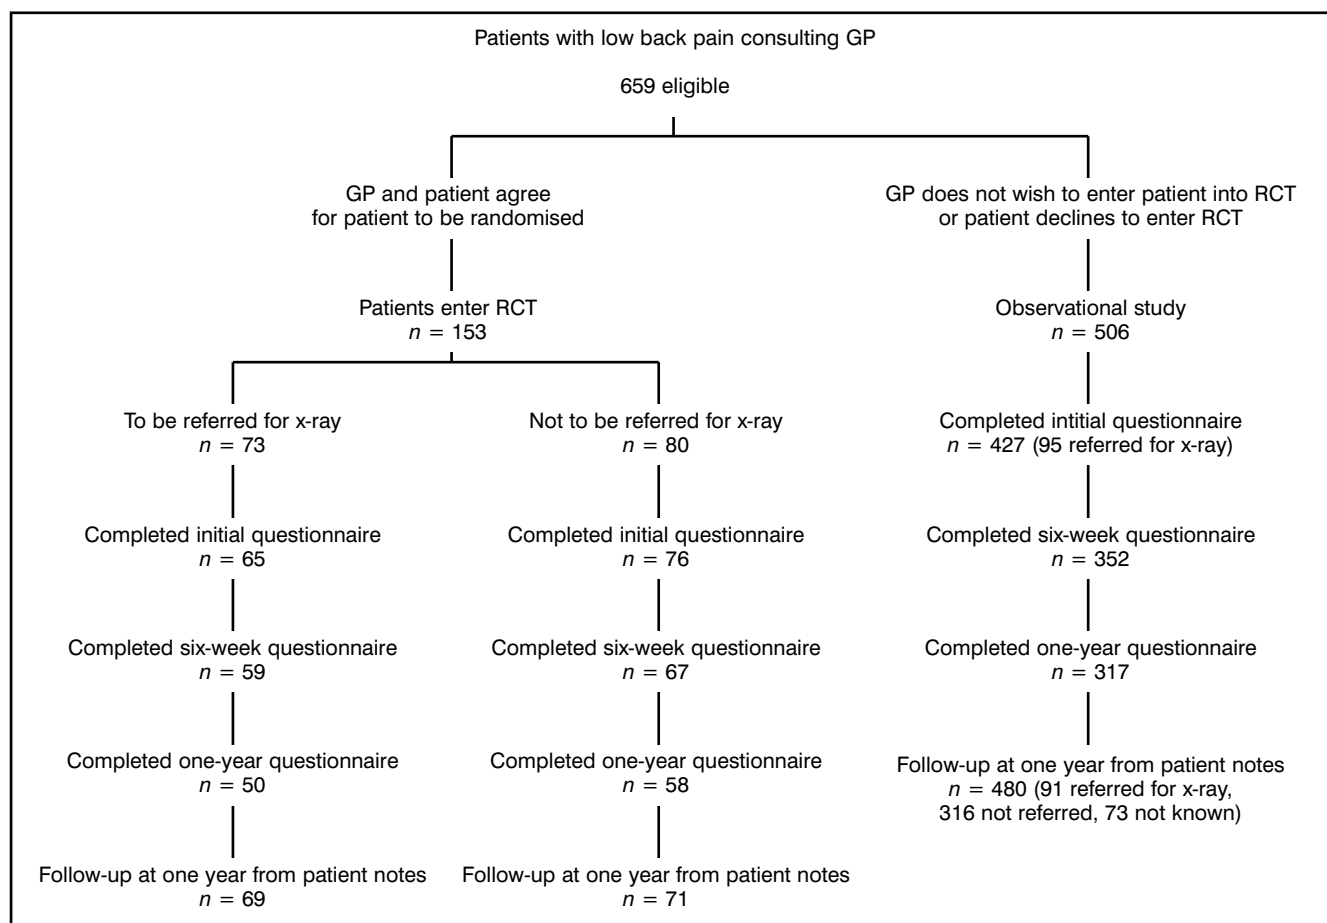 Patients with low back pain consulting GP
659 eligible
GP and patient agree
for patient to be randomised
GP does not wish to enter patient into RCT
or patient declines to enter RCT
Patients enter RCT
n = 153
Observational study
n = 506
To be referred for x-ray
n = 73
Not to be referred for x-ray
n = 80
Completed intitial questionnaire
n = 427 (95 referred for x-ray)
Completed initial questionnaire
n = 65
Completed initial questionnaire
n = 76
Completed six-week questionnaire
n = 352
Completed six-week questionnaire
n = 59
Completed six-week questionnaire
n = 67
Completed one-year questionnaire
n = 317
Completed one-year questionnaire
n = 50
Completed one-year questionnaire
n = 58
Follow-up at one year from patient notes
n = 480 (91 referred for x-ray,
316 not referred, 73 not known)
Follow-up at one year from patient notes
n = 69
Follow-up at one year from patient notes
n = 71